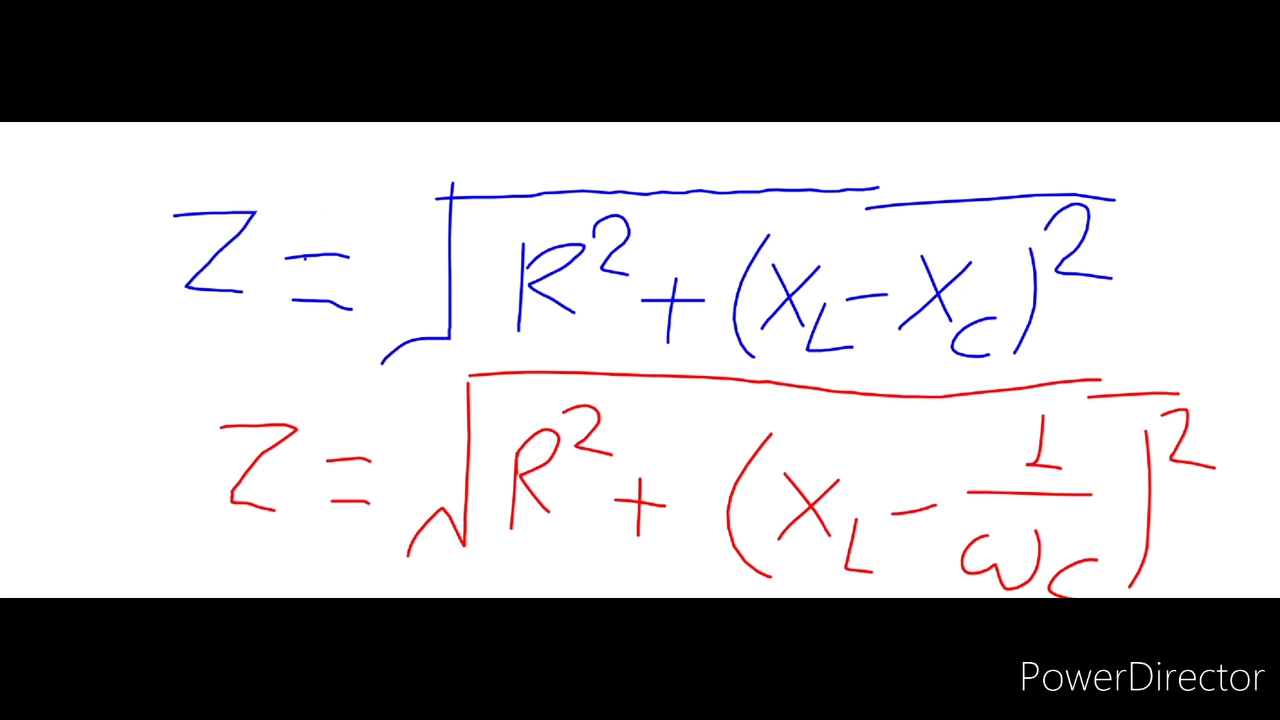 Z = √R² + (X_L - X_C)²
Z = √R² + (X_L - 1/ωC)²
PowerDirector